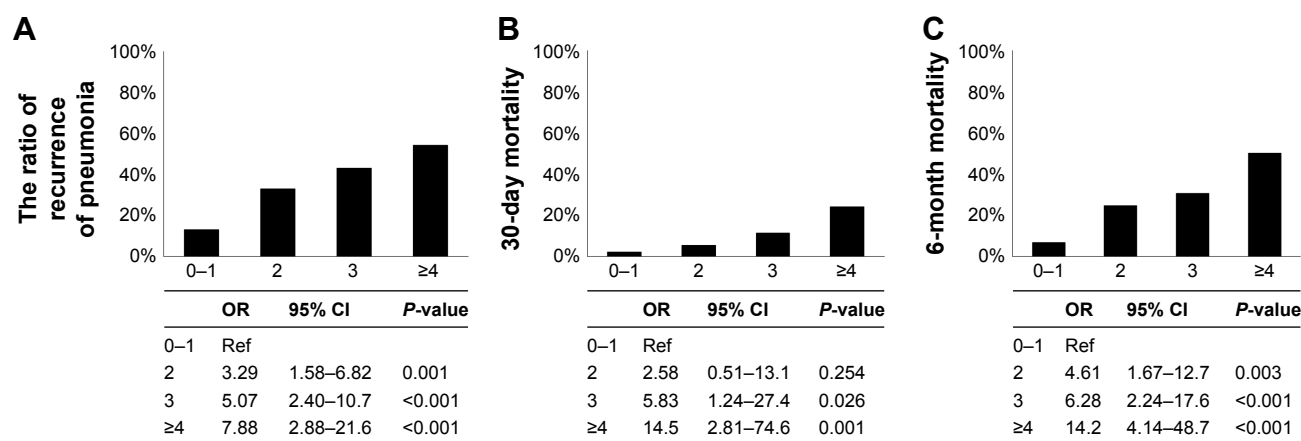 A
The ratio of
recurrence
of pneumonia
100%
80%
60%
40%
20%
0%
0–1 2 3 ≥4
OR 95% CI P-value
0–1 Ref
2 3.29 1.58–6.82 0.001
3 5.07 2.40–10.7 <0.001
≥4 7.88 2.88–21.6 <0.001
B
30-day mortality
100%
80%
60%
40%
20%
0%
0–1 2 3 ≥4
OR 95% CI P-value
0–1 Ref
2 2.58 0.51–13.1 0.254
3 5.83 1.24–27.4 0.026
≥4 14.5 2.81–74.6 0.001
C
6-month mortality
100%
80%
60%
40%
20%
0%
0–1 2 3 ≥4
OR 95% CI P-value
0–1 Ref
2 4.61 1.67–12.7 0.003
3 6.28 2.24–17.6 <0.001
≥4 14.2 4.14–48.7 <0.001